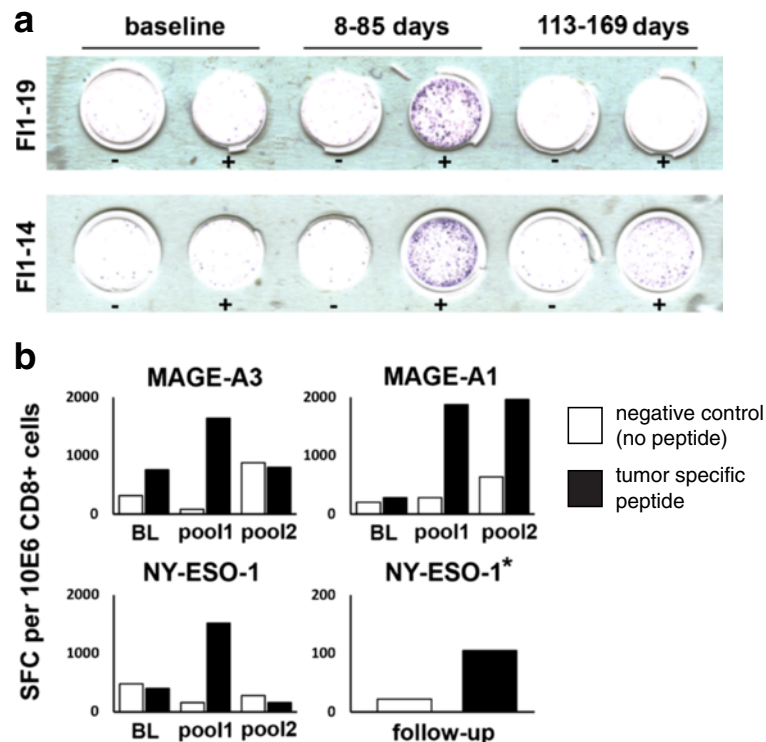 a
baseline 8-85 days 113-169 days
FI1-19
- + - + - +
FI1-14
- + - + - +
b
MAGE-A3 MAGE-A1
2000 2000
1000 1000
0 0
BL pool1 pool2 BL pool1 pool2
negative control
(no peptide)
tumor specific
peptide
SFC per 10E6 CD8+ cells
NY-ESO-1 NY-ESO-1*
2000 200
1000 100
0 0
BL pool1 pool2 follow-up